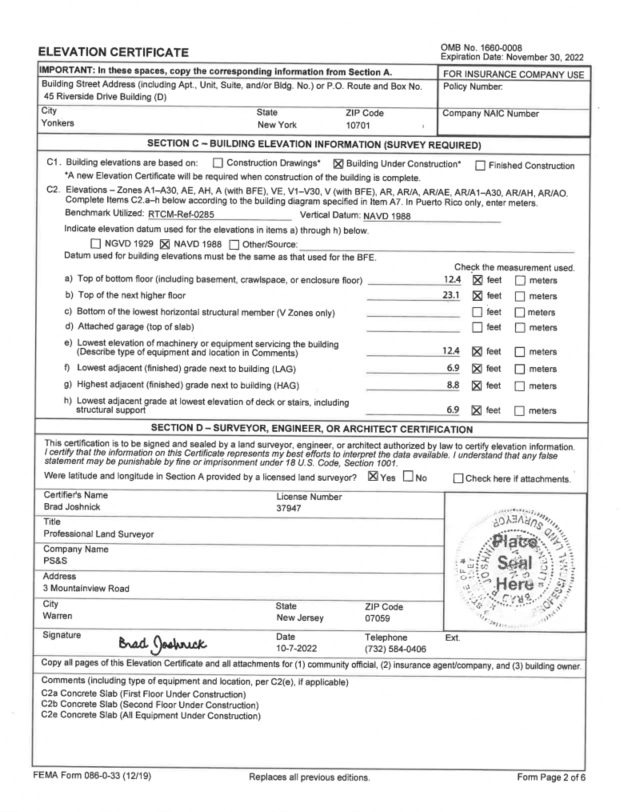 ELEVATION CERTIFICATE
OMB No. 1660-0008
Expiration Date: November 30, 2022
IMPORTANT: In these spaces, copy the corresponding information from Section A.
FOR INSURANCE COMPANY USE
Building Street Address (including Apt., Unit, Suite, and/or Bldg. No.) or P.O. Route and Box No.
45 Riverside Drive Building (D)
Policy Number:
City State ZIP Code
Yonkers New York 10701
Company NAIC Number
SECTION C – BUILDING ELEVATION INFORMATION (SURVEY REQUIRED)
C1. Building elevations are based on: ☐ Construction Drawings* ☒ Building Under Construction* ☐ Finished Construction
*A new Elevation Certificate will be required when construction of the building is complete.
C2. Elevations – Zones A1–A30, AE, AH, A (with BFE), VE, V1–V30, V (with BFE), AR, AR/A, AR/AE, AR/A1–A30, AR/AH, AR/AO.
Complete Items C2.a–h below according to the building diagram specified in Item A7. In Puerto Rico only, enter meters.
Benchmark Utilized: RTCM-Ref-0285 Vertical Datum: NAVD 1988
Indicate elevation datum used for the elevations in items a) through h) below.
☐ NGVD 1929 ☒ NAVD 1988 ☐ Other/Source:
Datum used for building elevations must be the same as that used for the BFE.
Check the measurement used.
a) Top of bottom floor (including basement, crawlspace, or enclosure floor) 12.4 ☒ feet ☐ meters
b) Top of the next higher floor 23.1 ☒ feet ☐ meters
c) Bottom of the lowest horizontal structural member (V Zones only) ☐ feet ☐ meters
d) Attached garage (top of slab) ☐ feet ☐ meters
e) Lowest elevation of machinery or equipment servicing the building
(Describe type of equipment and location in Comments) 12.4 ☒ feet ☐ meters
f) Lowest adjacent (finished) grade next to building (LAG) 6.9 ☒ feet ☐ meters
g) Highest adjacent (finished) grade next to building (HAG) 8.8 ☒ feet ☐ meters
h) Lowest adjacent grade at lowest elevation of deck or stairs, including
structural support 6.9 ☒ feet ☐ meters
SECTION D – SURVEYOR, ENGINEER, OR ARCHITECT CERTIFICATION
This certification is to be signed and sealed by a land surveyor, engineer, or architect authorized by law to certify elevation information.
I certify that the information on this Certificate represents my best efforts to interpret the data available. I understand that any false
statement may be punishable by fine or imprisonment under 18 U.S. Code, Section 1001.
Were latitude and longitude in Section A provided by a licensed land surveyor? ☒ Yes ☐ No ☐ Check here if attachments.
Certifier's Name License Number
Brad Joshnick 37947
Title
Professional Land Surveyor
Company Name
PS&S
Address
3 Mountainview Road
Place
Seal
Here
City State ZIP Code
Warren New Jersey 07059
Signature Date Telephone Ext.
Brad Joshnick 10-7-2022 (732) 584-0406
Copy all pages of this Elevation Certificate and all attachments for (1) community official, (2) insurance agent/company, and (3) building owner.
Comments (including type of equipment and location, per C2(e), if applicable)
C2a Concrete Slab (First Floor Under Construction)
C2b Concrete Slab (Second Floor Under Construction)
C2e Concrete Slab (All Equipment Under Construction)
FEMA Form 086-0-33 (12/19) Replaces all previous editions. Form Page 2 of 6